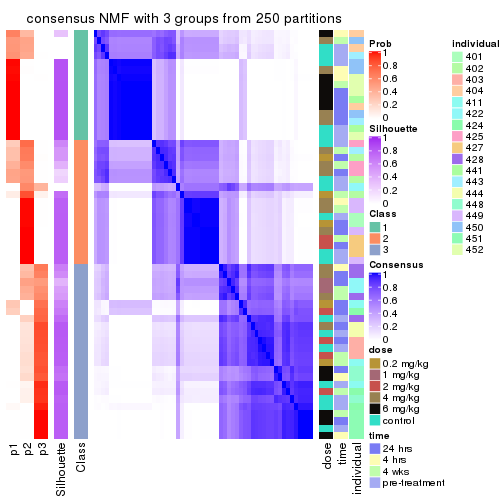 consensus NMF with 3 groups from 250 partitions
Prob
1
0.8
0.6
0.4
0.2
0
Silhouette
1
0.8
0.6
0.4
0.2
0
Class
1
2
3
Consensus
1
0.8
0.6
0.4
0.2
0
dose
0.2 mg/kg
1 mg/kg
2 mg/kg
4 mg/kg
6 mg/kg
control
time
24 hrs
4 hrs
4 wks
pre-treatment
individual
401
402
403
404
411
422
424
425
427
428
441
443
444
448
449
450
451
452
p1
p2
p3
Silhouette
Class
dose
time
individual